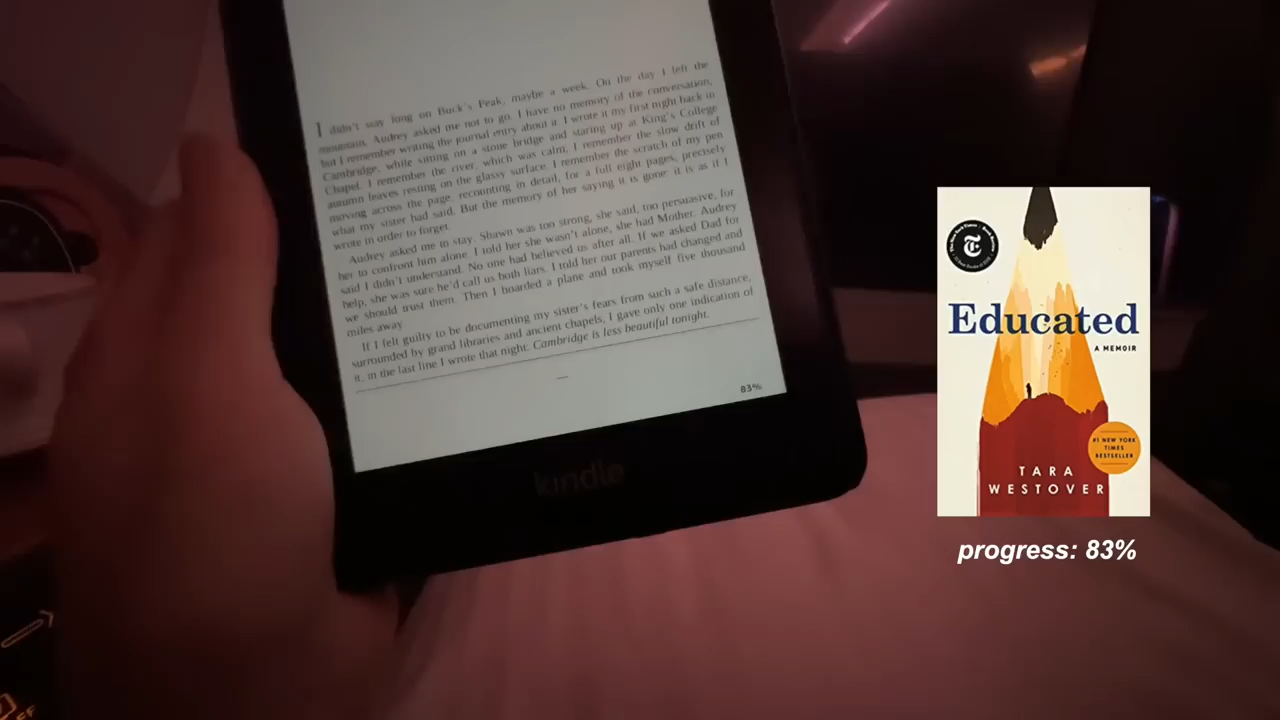 I didn't stay long on Buck's Peak, maybe a week. On the day I left the
mountain, Audrey asked me not to go. I have no memory of the conversation,
but I remember writing the journal entry about it. I wrote it my first night back in
Cambridge, while sitting on a stone bridge and staring up at King's College
Chapel. I remember the river, which was calm, I remember the slow drift of
autumn leaves resting on the glassy surface. I remember the scratch of my pen
moving across the page, recounting in detail, for a full eight pages, precisely
what my sister had said. But the memory of her saying it is gone: it is as if I
wrote in order to forget.
Audrey asked me to stay. Shawn was too strong, she said, too persuasive, for
her to confront him alone. I told her she wasn't alone, she had Mother. Audrey
said I didn't understand. No one had believed us after all. If we asked Dad for
help, she was sure he'd call us both liars. I told her our parents had changed and
we should trust them. Then I boarded a plane and took myself five thousand
miles away.
If I felt guilty to be documenting my sister's fears from such a safe distance,
surrounded by grand libraries and ancient chapels, I gave only one indication of
it, in the last line I wrote that night: Cambridge is less beautiful tonight.
83%
kindle
Educated
A MEMOIR
#1 NEW YORK
TIMES
BESTSELLER
TARA
WESTOVER
progress: 83%